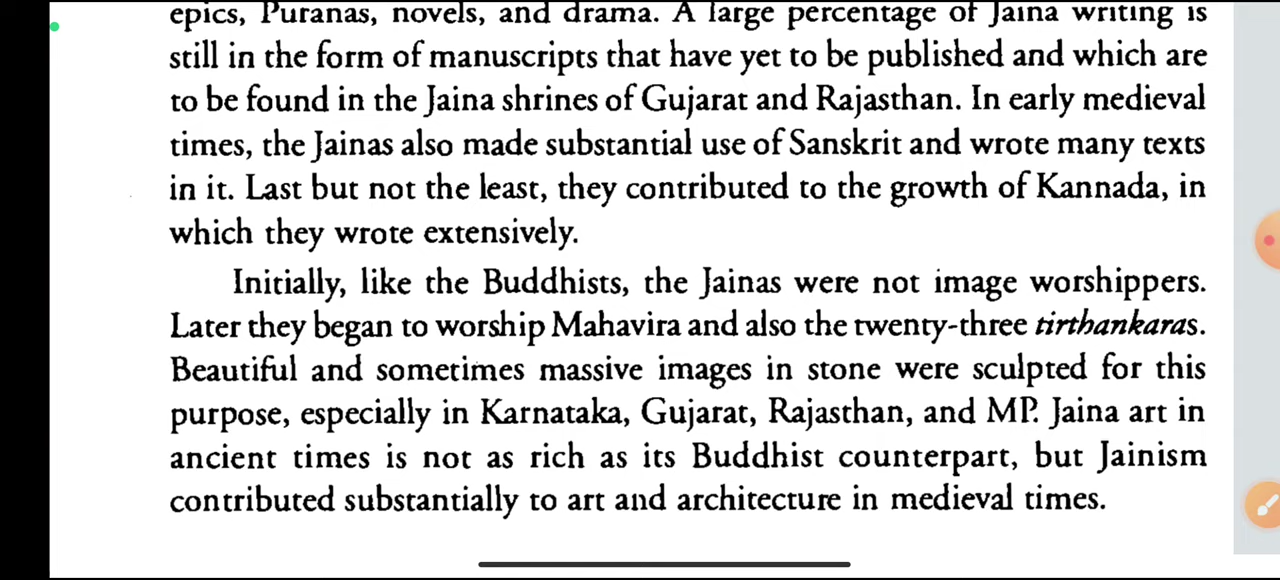 epics, Puranas, novels, and drama. A large percentage of Jaina writing is
still in the form of manuscripts that have yet to be published and which are
to be found in the Jaina shrines of Gujarat and Rajasthan. In early medieval
times, the Jainas also made substantial use of Sanskrit and wrote many texts
in it. Last but not the least, they contributed to the growth of Kannada, in
which they wrote extensively.
Initially, like the Buddhists, the Jainas were not image worshippers.
Later they began to worship Mahavira and also the twenty-three tirthankaras.
Beautiful and sometimes massive images in stone were sculpted for this
purpose, especially in Karnataka, Gujarat, Rajasthan, and MP. Jaina art in
ancient times is not as rich as its Buddhist counterpart, but Jainism
contributed substantially to art and architecture in medieval times.